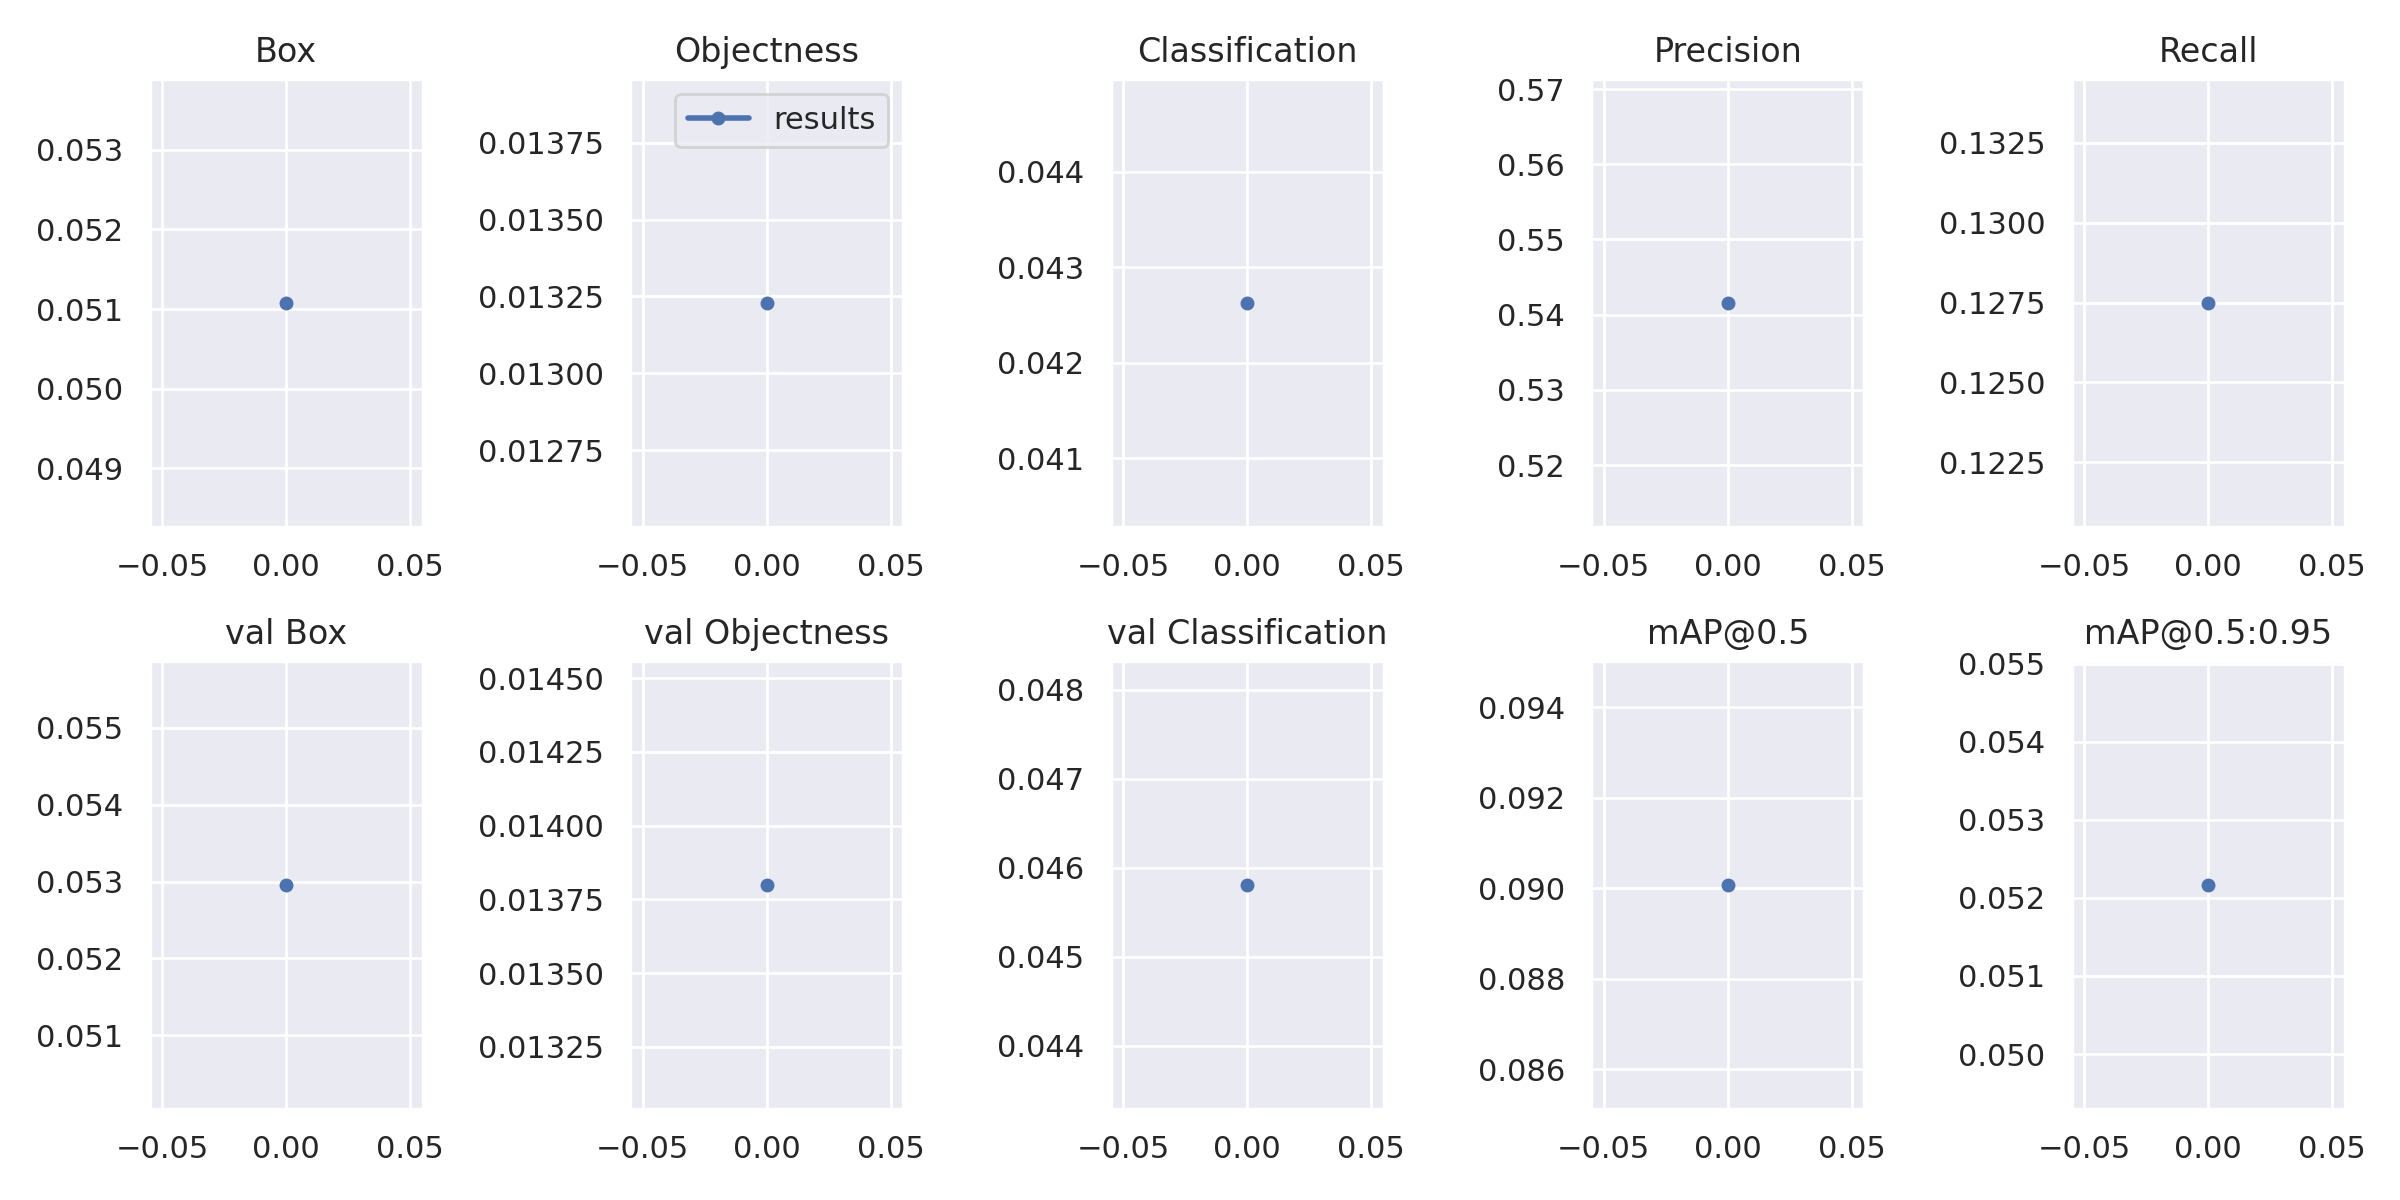 Box
0.053
0.052
0.051
0.050
0.049
−0.05 0.00 0.05
Objectness
results
0.01375
0.01350
0.01325
0.01300
0.01275
−0.05 0.00 0.05
Classification
0.044
0.043
0.042
0.041
−0.05 0.00 0.05
Precision
0.57
0.56
0.55
0.54
0.53
0.52
−0.05 0.00 0.05
Recall
0.1325
0.1300
0.1275
0.1250
0.1225
−0.05 0.00 0.05
val Box
0.055
0.054
0.053
0.052
0.051
−0.05 0.00 0.05
val Objectness
0.01450
0.01425
0.01400
0.01375
0.01350
0.01325
−0.05 0.00 0.05
val Classification
0.048
0.047
0.046
0.045
0.044
−0.05 0.00 0.05
mAP@0.5
0.094
0.092
0.090
0.088
0.086
−0.05 0.00 0.05
mAP@0.5:0.95
0.055
0.054
0.053
0.052
0.051
0.050
−0.05 0.00 0.05